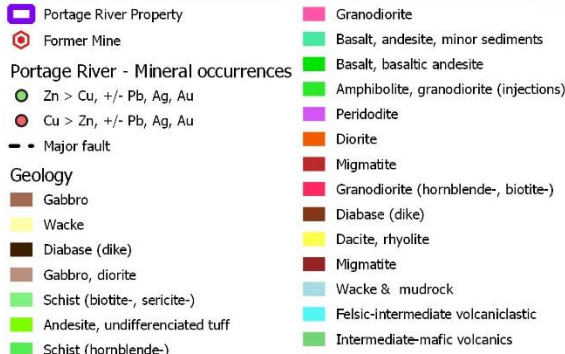 Portage River Property
Former Mine
Portage River - Mineral occurrences
Zn > Cu, +/- Pb, Ag, Au
Cu > Zn, +/- Pb, Ag, Au
Major fault
Geology
Gabbro
Wacke
Diabase (dike)
Gabbro, diorite
Schist (biotite-, sericite-)
Andesite, undifferenciated tuff
Schist (hornblende-)
Granodiorite
Basalt, andesite, minor sediments
Basalt, basaltic andesite
Amphibolite, granodiorite (injections)
Peridodite
Diorite
Migmatite
Granodiorite (hornblende-, biotite-)
Diabase (dike)
Dacite, rhyolite
Migmatite
Wacke & mudrock
Felsic-intermediate volcaniclastic
Intermediate-mafic volcanics